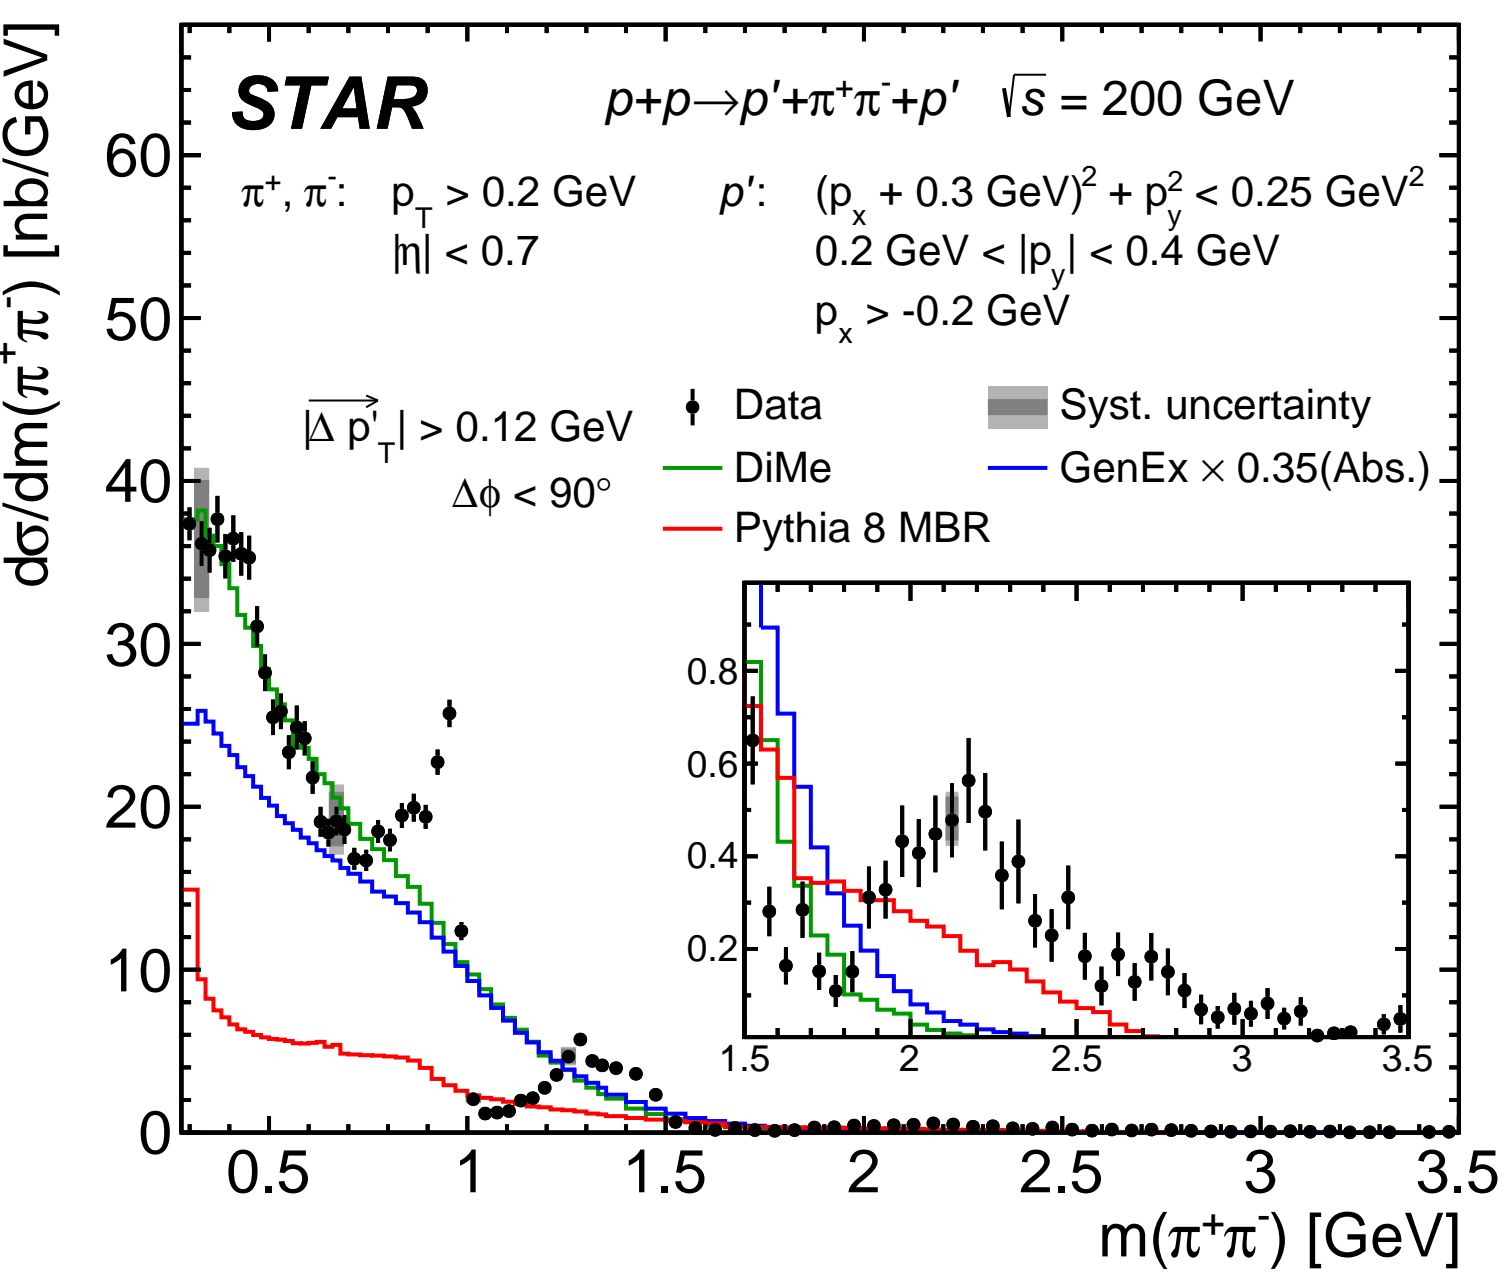 STAR
p+p→p′+π⁺π⁻+p′ √s = 200 GeV
π⁺, π⁻: p_T > 0.2 GeV
|η| < 0.7
p′: (p_x + 0.3 GeV)² + p_y² < 0.25 GeV²
0.2 GeV < |p_y| < 0.4 GeV
p_x > -0.2 GeV
|Δ p'_T| > 0.12 GeV
Δϕ < 90°
Data
Syst. uncertainty
DiMe
GenEx × 0.35(Abs.)
Pythia 8 MBR
dσ/dm(π⁺π⁻) [nb/GeV]
60
50
40
30
20
10
0
0.8
0.6
0.4
0.2
1.5 2 2.5 3 3.5
0.5 1 1.5 2 2.5 3 3.5
m(π⁺π⁻) [GeV]